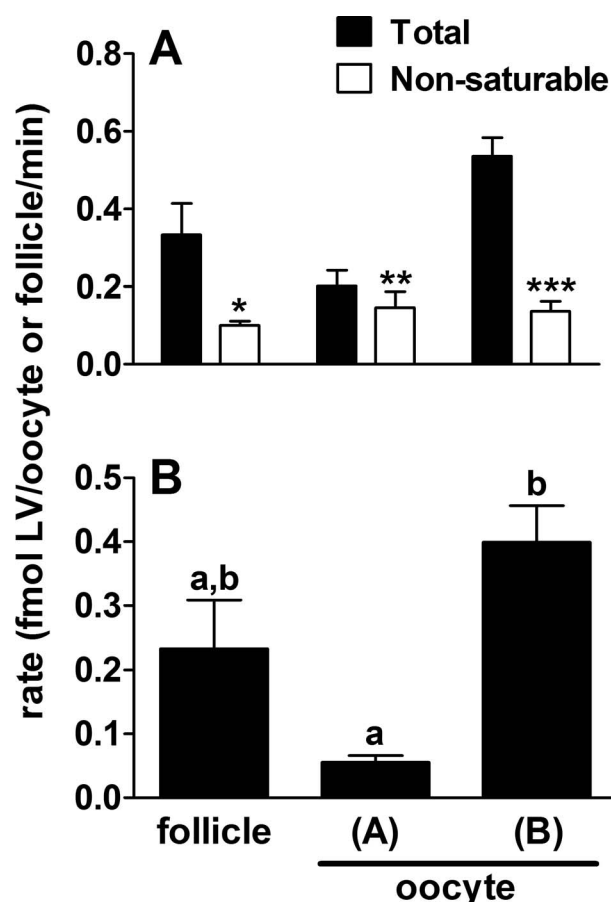 A
Total
Non-saturable
0.8
0.6
0.4
0.2
0.0
* ** ***
rate (fmol LV/oocyte or follicle/min)
B
0.5
0.4
0.3
0.2
0.1
0.0
a,b a b
follicle (A) (B)
oocyte